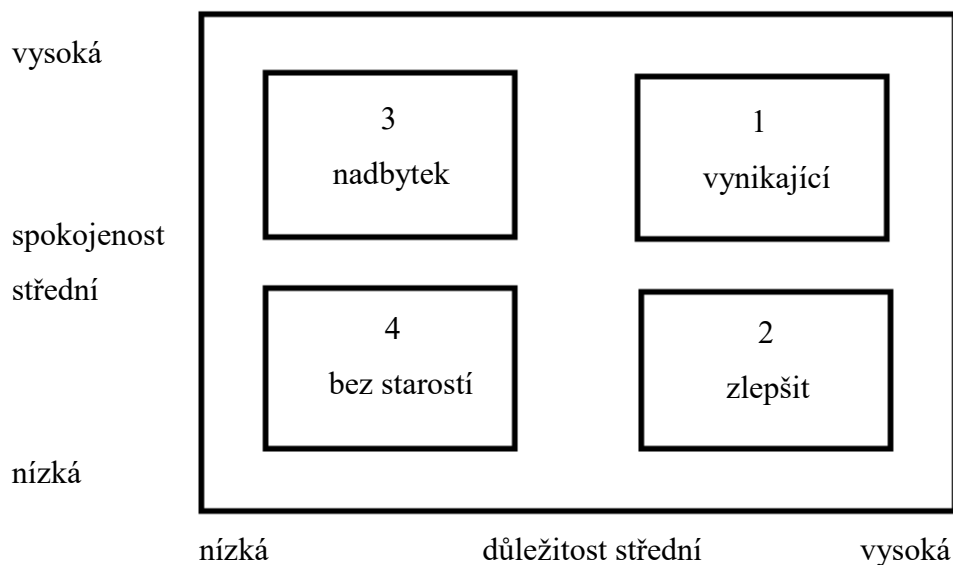 vysoká
3
nadbytek
1
vynikající
spokojenost
střední
4
bez starostí
2
zlepšit
nízká
nízká důležitost střední vysoká